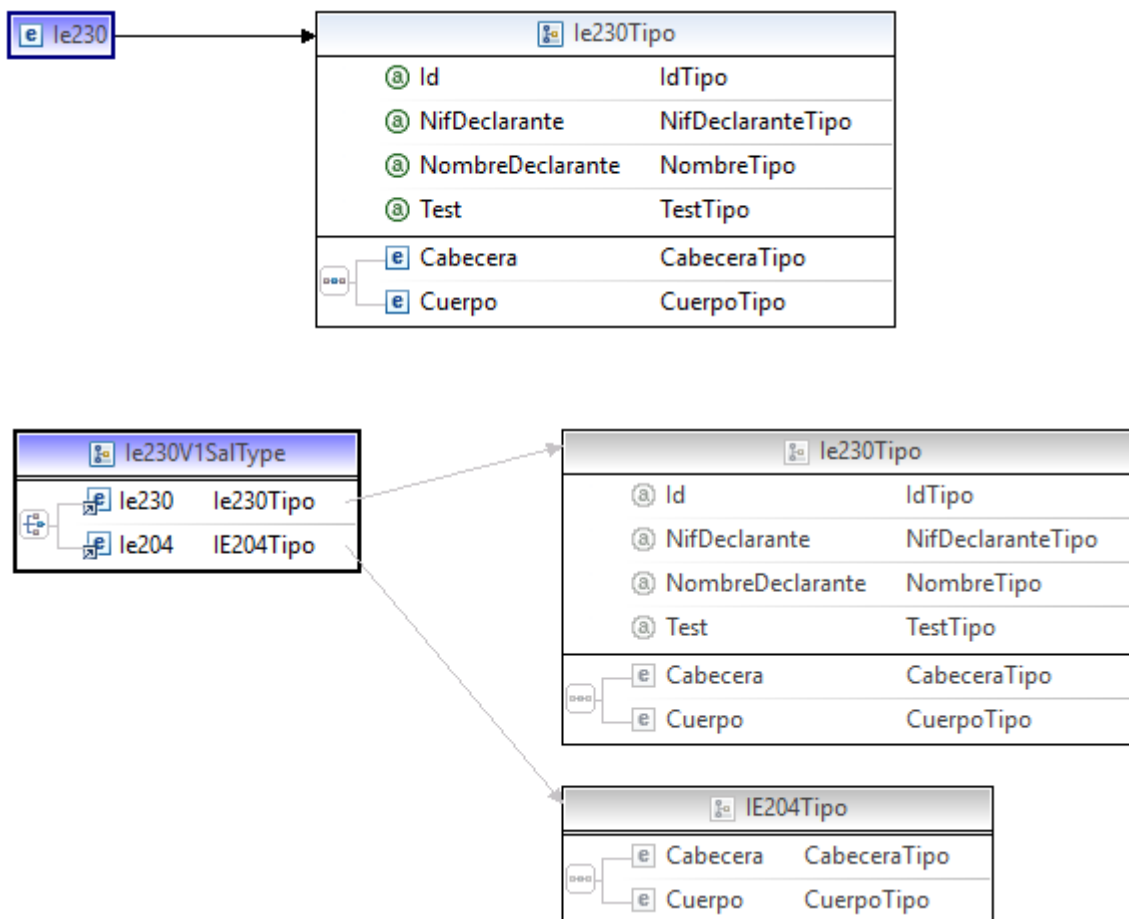 e Ie230
Ie230Tipo
a Id IdTipo
a NifDeclarante NifDeclaranteTipo
a NombreDeclarante NombreTipo
a Test TestTipo
e Cabecera CabeceraTipo
e Cuerpo CuerpoTipo
Ie230V1SalType
e Ie230 Ie230Tipo
e Ie204 IE204Tipo
Ie230Tipo
a Id IdTipo
a NifDeclarante NifDeclaranteTipo
a NombreDeclarante NombreTipo
a Test TestTipo
e Cabecera CabeceraTipo
e Cuerpo CuerpoTipo
IE204Tipo
e Cabecera CabeceraTipo
e Cuerpo CuerpoTipo